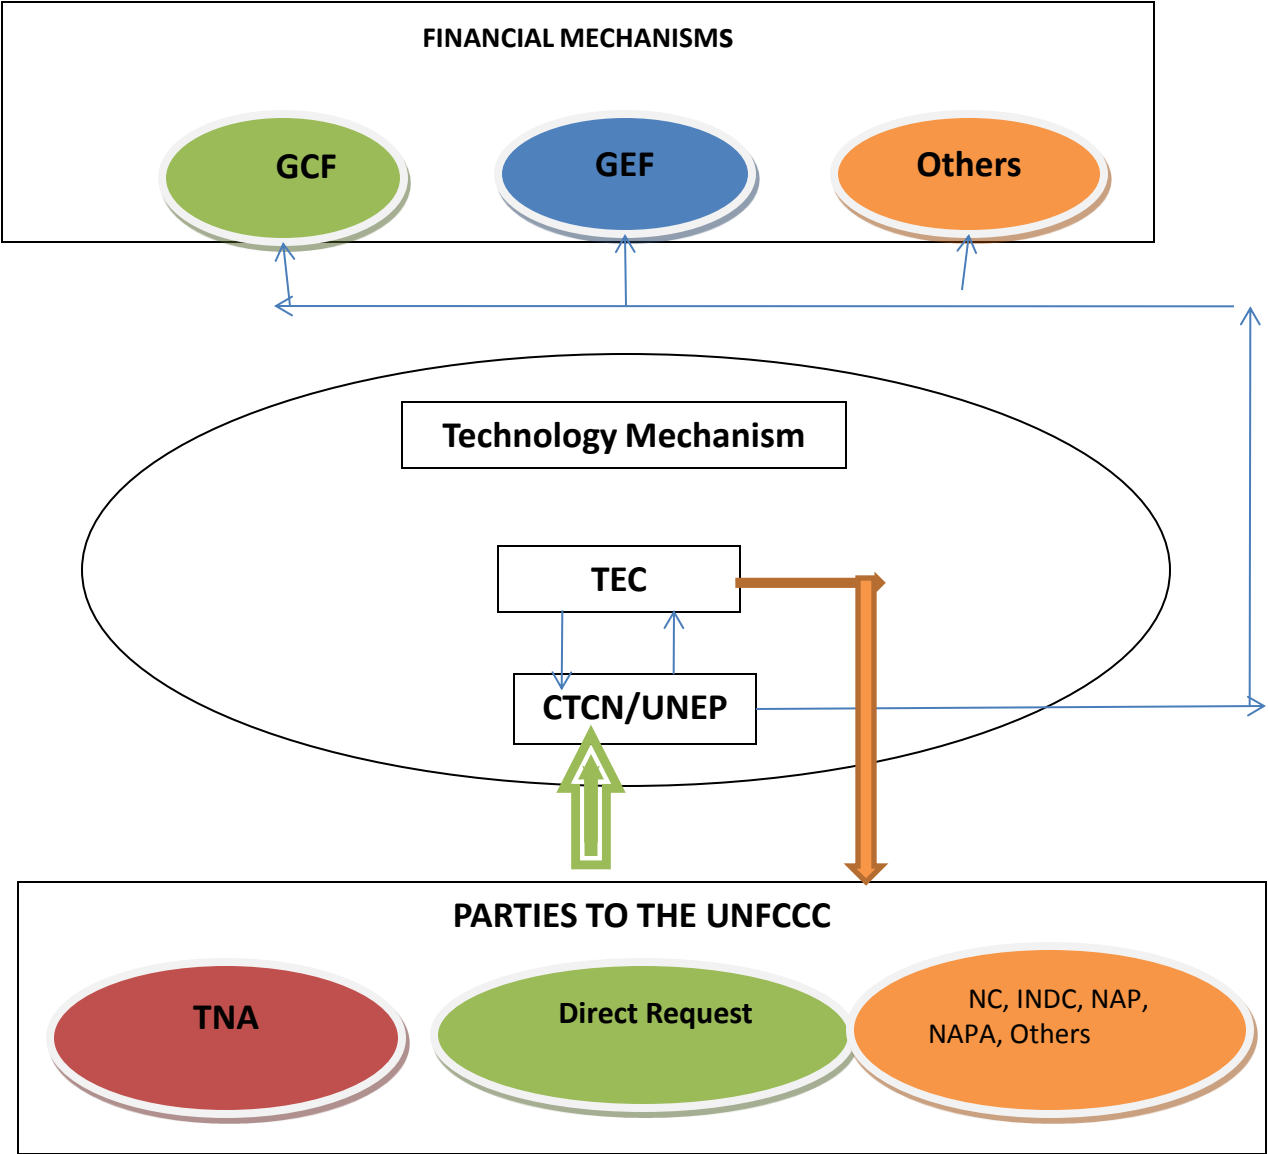 FINANCIAL MECHANISMS
GCF
GEF
Others
Technology Mechanism
TEC
CTCN/UNEP
PARTIES TO THE UNFCCC
TNA
Direct Request
NC, INDC, NAP,
NAPA, Others